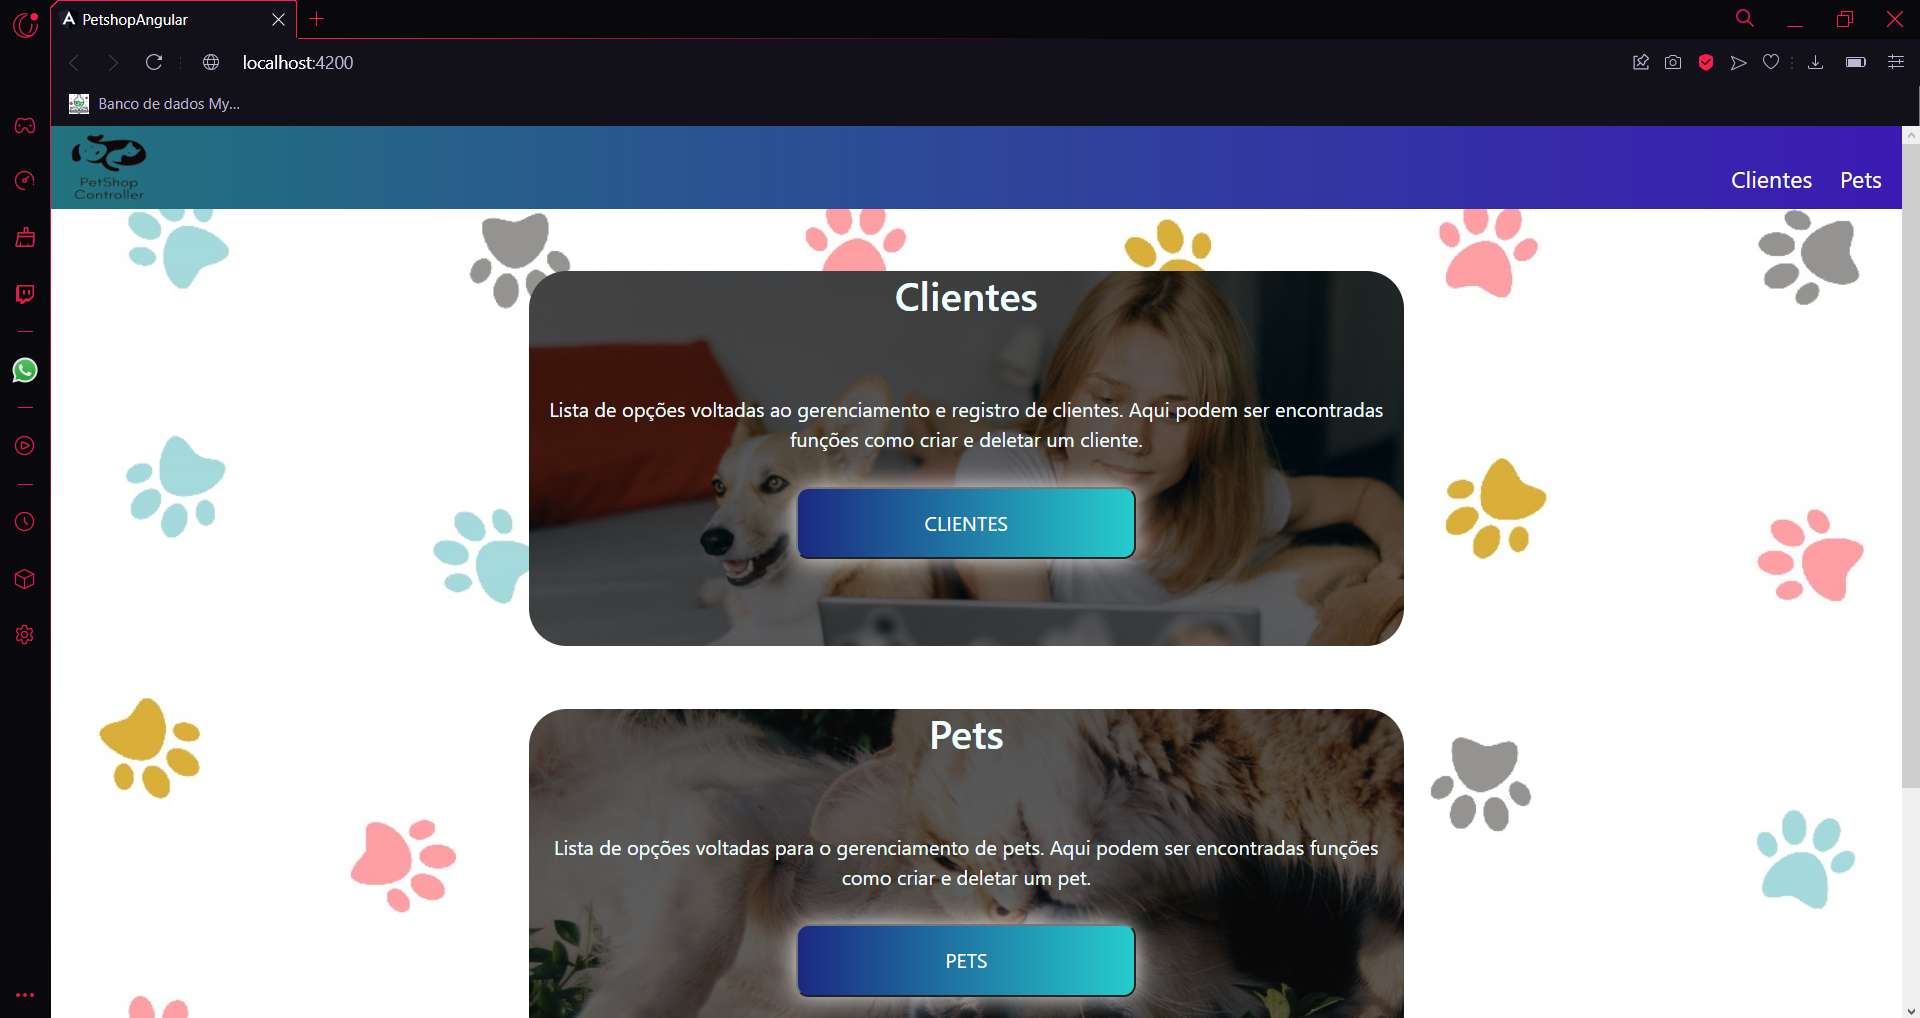 PetshopAngular
localhost:4200
Banco de dados My...
PetShop
Controller
Clientes
Pets
Clientes
Lista de opções voltadas ao gerenciamento e registro de clientes. Aqui podem ser encontradas
funções como criar e deletar um cliente.
CLIENTES
Pets
Lista de opções voltadas para o gerenciamento de pets. Aqui podem ser encontradas funções
como criar e deletar um pet.
PETS